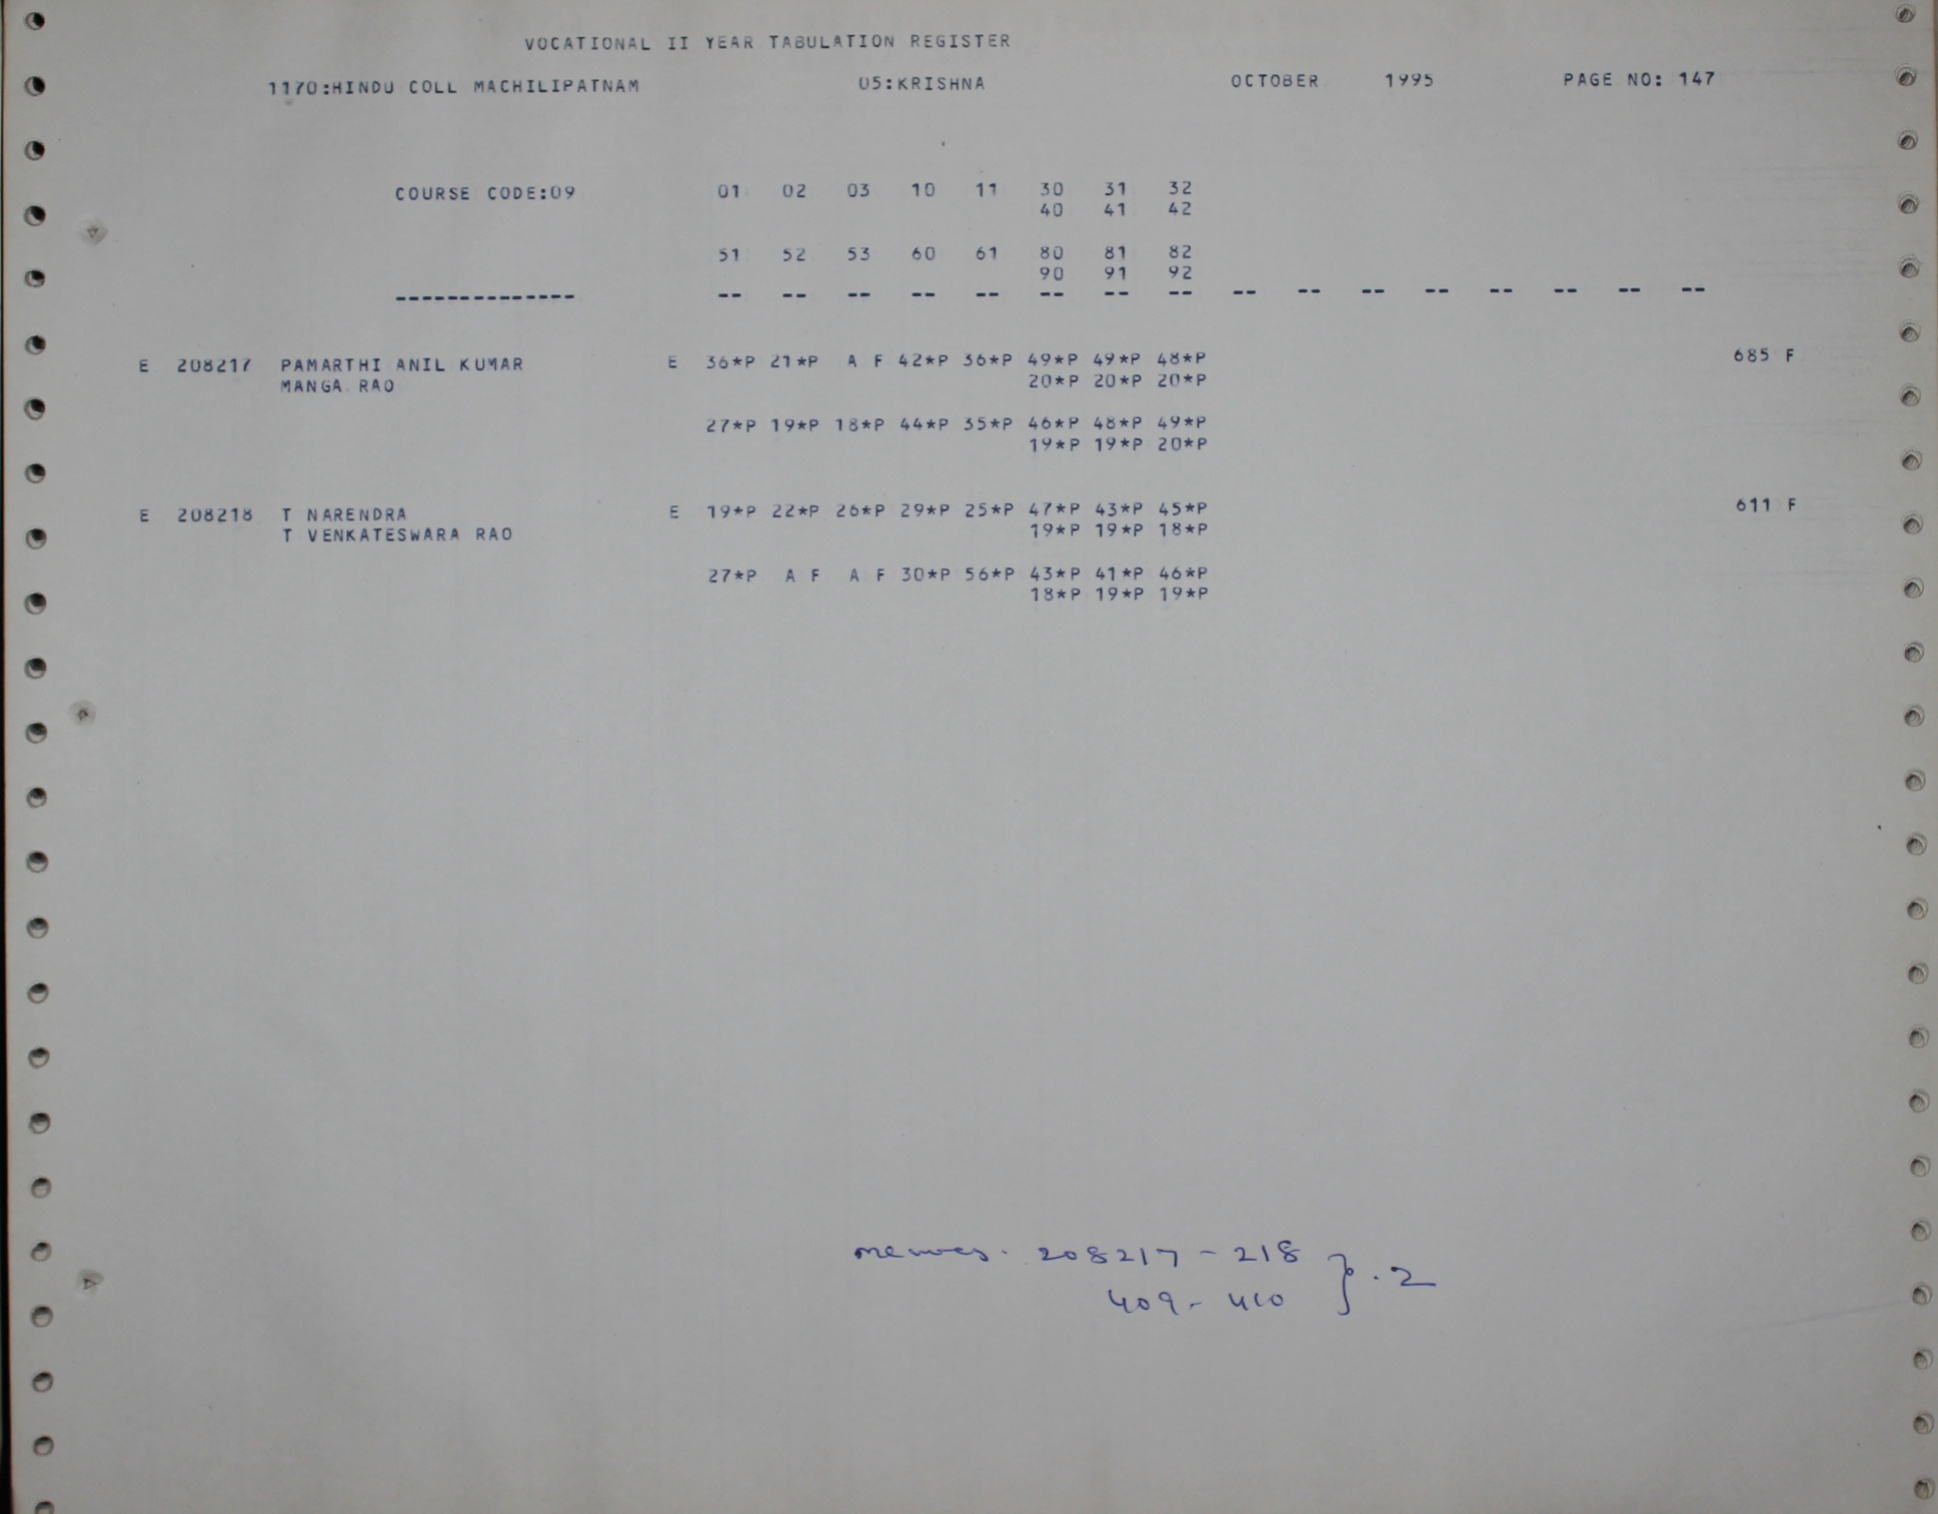 VOCATIONAL II YEAR TABULATION REGISTER
1170:HINDU COLL MACHILIPATNAM 05:KRISHNA OCTOBER 1995 PAGE NO: 147
COURSE CODE:09 01 02 03 10 11 30 31 32
40 41 42
51 52 53 60 61 80 81 82
90 91 92
-------------- -- -- -- -- -- -- -- -- -- -- -- -- -- -- -- --
E 208217 PAMARTHI ANIL KUMAR E 36*P 21*P A F 42*P 36*P 49*P 49*P 48*P 685 F
MANGA RAO 20*P 20*P 20*P
27*P 19*P 18*P 44*P 35*P 46*P 48*P 49*P
19*P 19*P 20*P
E 208218 T NARENDRA E 19*P 22*P 26*P 29*P 25*P 47*P 43*P 45*P 611 F
T VENKATESWARA RAO 19*P 19*P 18*P
27*P A F A F 30*P 56*P 43*P 41*P 46*P
18*P 19*P 19*P
208217 - 218
409 - 410 } . 2